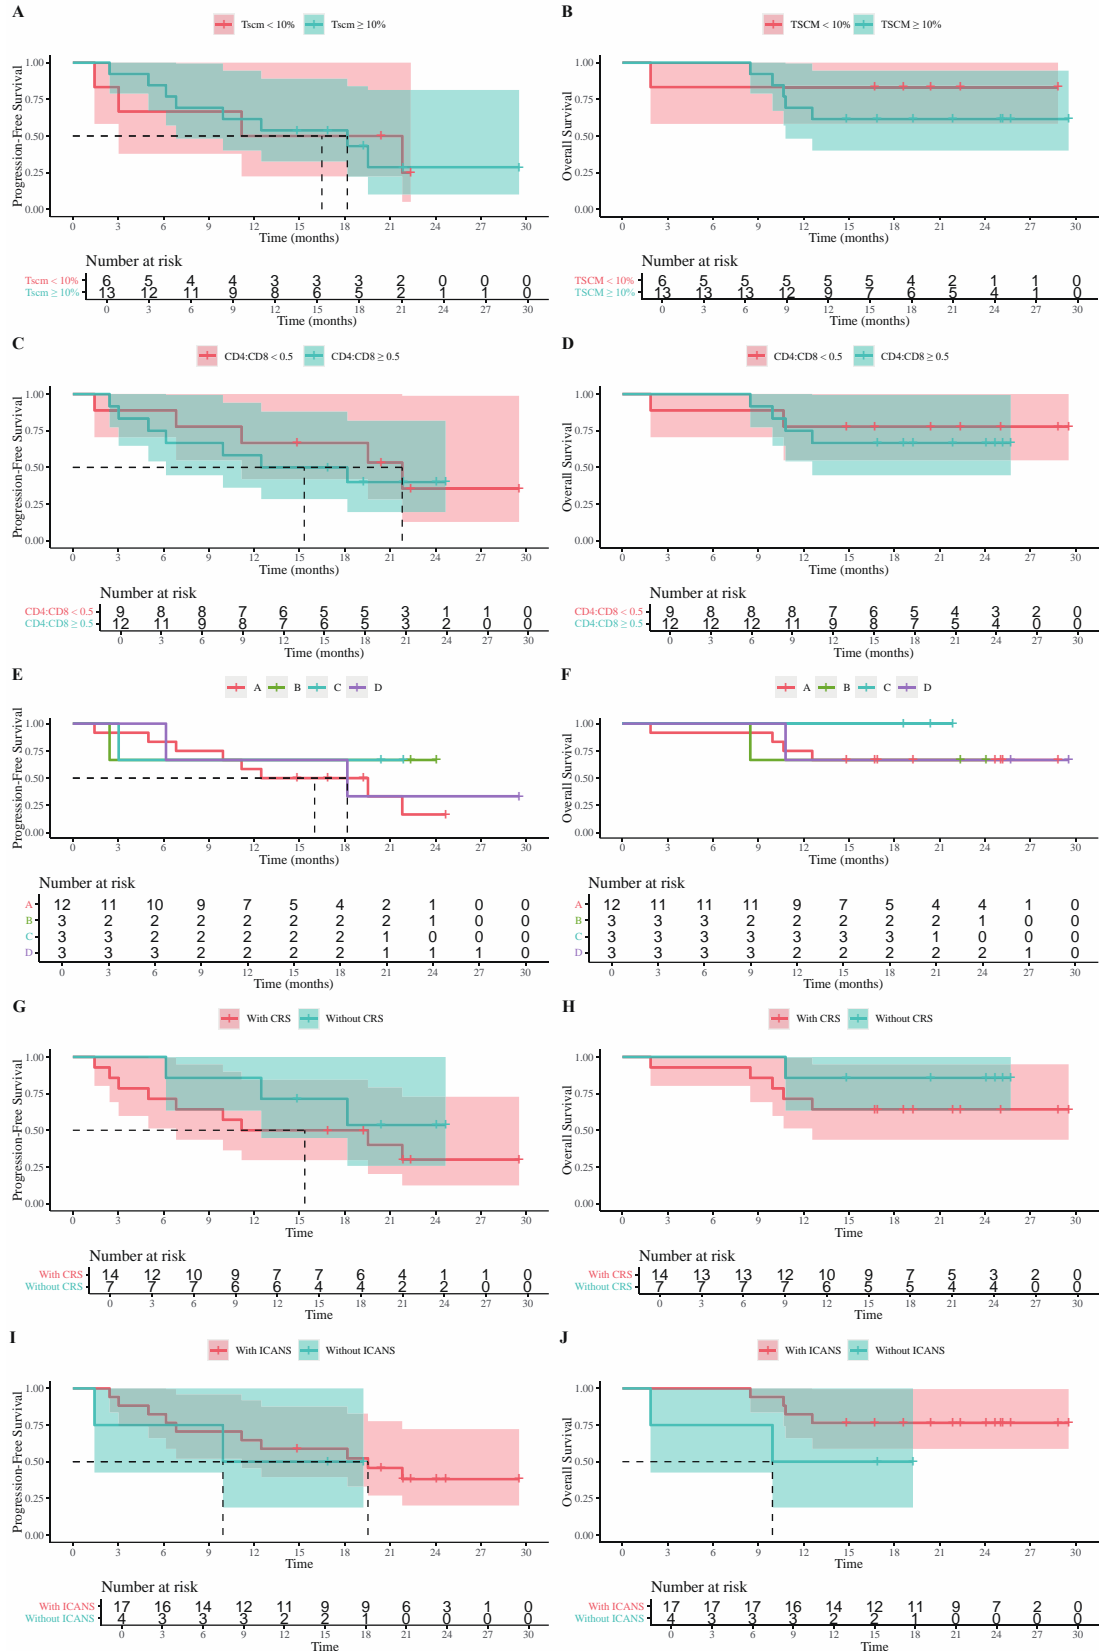 A
Tscm < 10% Tscm ≥ 10%
Progression-Free Survival
1.00
0.75
0.50
0.25
0.00
0 3 6 9 12 15 18 21 24 27 30
Time (months)
Number at risk
Tscm < 10% 6 5 4 4 3 3 3 2 0 0 0
Tscm ≥ 10% 13 12 11 9 8 6 5 2 1 1 0
0 3 6 9 12 15 18 21 24 27 30
Time (months)
B
TSCM < 10% TSCM ≥ 10%
Overall Survival
1.00
0.75
0.50
0.25
0.00
0 3 6 9 12 15 18 21 24 27 30
Time (months)
Number at risk
TSCM < 10% 6 5 5 5 5 5 4 2 1 1 0
TSCM ≥ 10% 13 13 13 12 9 7 6 5 4 1 0
0 3 6 9 12 15 18 21 24 27 30
Time (months)
C
CD4:CD8 < 0.5 CD4:CD8 ≥ 0.5
Progression-Free Survival
1.00
0.75
0.50
0.25
0.00
0 3 6 9 12 15 18 21 24 27 30
Time (months)
Number at risk
CD4:CD8 < 0.5 9 8 8 7 6 5 5 3 1 1 0
CD4:CD8 ≥ 0.5 12 11 9 8 7 6 5 3 2 0 0
0 3 6 9 12 15 18 21 24 27 30
Time (months)
D
CD4:CD8 < 0.5 CD4:CD8 ≥ 0.5
Overall Survival
1.00
0.75
0.50
0.25
0.00
0 3 6 9 12 15 18 21 24 27 30
Time (months)
Number at risk
CD4:CD8 < 0.5 9 8 8 8 7 6 5 4 3 2 0
CD4:CD8 ≥ 0.5 12 12 12 11 9 8 7 5 4 0 0
0 3 6 9 12 15 18 21 24 27 30
Time (months)
E
A B C D
Progression-Free Survival
1.00
0.75
0.50
0.25
0.00
0 3 6 9 12 15 18 21 24 27 30
Time (months)
Number at risk
A 12 11 10 9 7 5 4 2 1 0 0
B 3 2 2 2 2 2 2 2 1 0 0
C 3 3 2 2 2 2 2 1 0 0 0
D 3 3 3 2 2 2 2 1 1 1 0
0 3 6 9 12 15 18 21 24 27 30
Time (months)
F
A B C D
Overall Survival
1.00
0.75
0.50
0.25
0.00
0 3 6 9 12 15 18 21 24 27 30
Time (months)
Number at risk
A 12 11 11 11 9 7 5 4 4 1 0
B 3 3 3 2 2 2 2 2 1 0 0
C 3 3 3 3 3 3 3 1 0 0 0
D 3 3 3 3 2 2 2 2 2 1 0
0 3 6 9 12 15 18 21 24 27 30
Time (months)
G
With CRS Without CRS
Progression-Free Survival
1.00
0.75
0.50
0.25
0.00
0 3 6 9 12 15 18 21 24 27 30
Time
Number at risk
With CRS 14 12 10 9 7 7 6 4 1 1 0
Without CRS 7 7 7 6 6 4 4 2 2 0 0
0 3 6 9 12 15 18 21 24 27 30
Time
H
With CRS Without CRS
Overall Survival
1.00
0.75
0.50
0.25
0.00
0 3 6 9 12 15 18 21 24 27 30
Time
Number at risk
With CRS 14 13 13 12 10 9 7 5 3 2 0
Without CRS 7 7 7 7 6 5 5 4 4 0 0
0 3 6 9 12 15 18 21 24 27 30
Time
I
With ICANS Without ICANS
Progression-Free Survival
1.00
0.75
0.50
0.25
0.00
0 3 6 9 12 15 18 21 24 27 30
Time
Number at risk
With ICANS 17 16 14 12 11 9 9 6 3 1 0
Without ICANS 4 3 3 3 2 2 1 0 0 0 0
0 3 6 9 12 15 18 21 24 27 30
Time
J
With ICANS Without ICANS
Overall Survival
1.00
0.75
0.50
0.25
0.00
0 3 6 9 12 15 18 21 24 27 30
Time
Number at risk
With ICANS 17 17 17 16 14 12 11 9 7 2 0
Without ICANS 4 3 3 3 2 2 1 0 0 0 0
0 3 6 9 12 15 18 21 24 27 30
Time